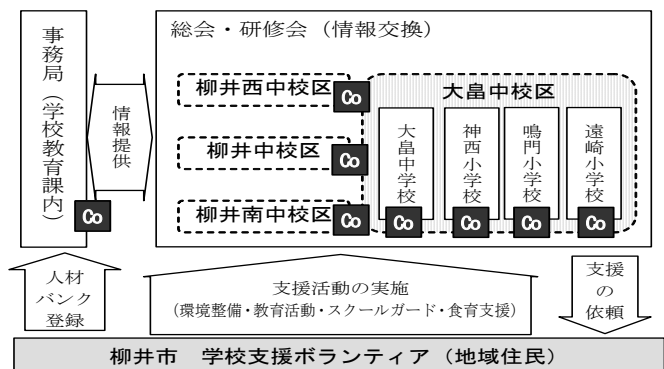 総会・研修会（情報交換）
事務局（学校教育課内）
Co
情報提供
柳井西中校区
Co
柳井中校区
Co
柳井南中校区
Co
大畠中校区
大畠中学校
Co
神西小学校
Co
鳴門小学校
Co
遠崎小学校
Co
人材
バンク
登録
支援活動の実施
（環境整備・教育活動・スクールガード・食育支援）
支援
の
依頼
柳井市　学校支援ボランティア（地域住民）